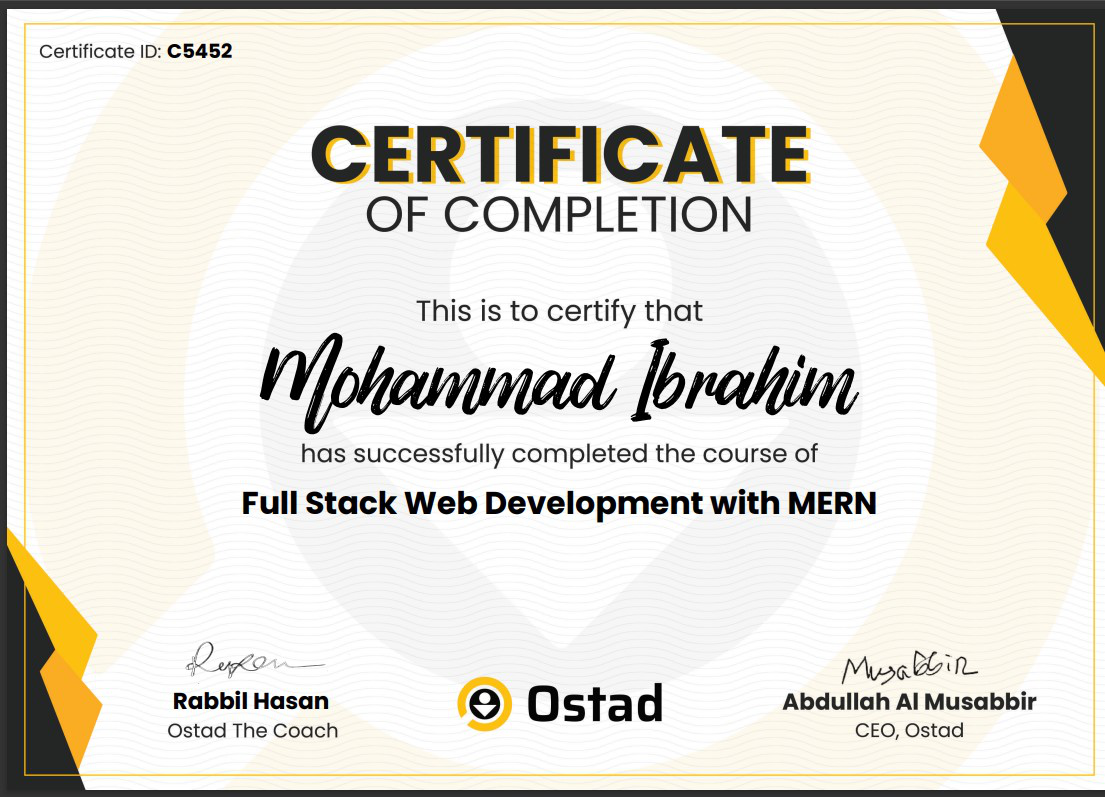 Certificate ID: C5452
CERTIFICATE
OF COMPLETION
This is to certify that
Mohammad Ibrahim
has successfully completed the course of
Full Stack Web Development with MERN
Rabbil Hasan
Ostad The Coach
Ostad
Musabbir
Abdullah Al Musabbir
CEO, Ostad